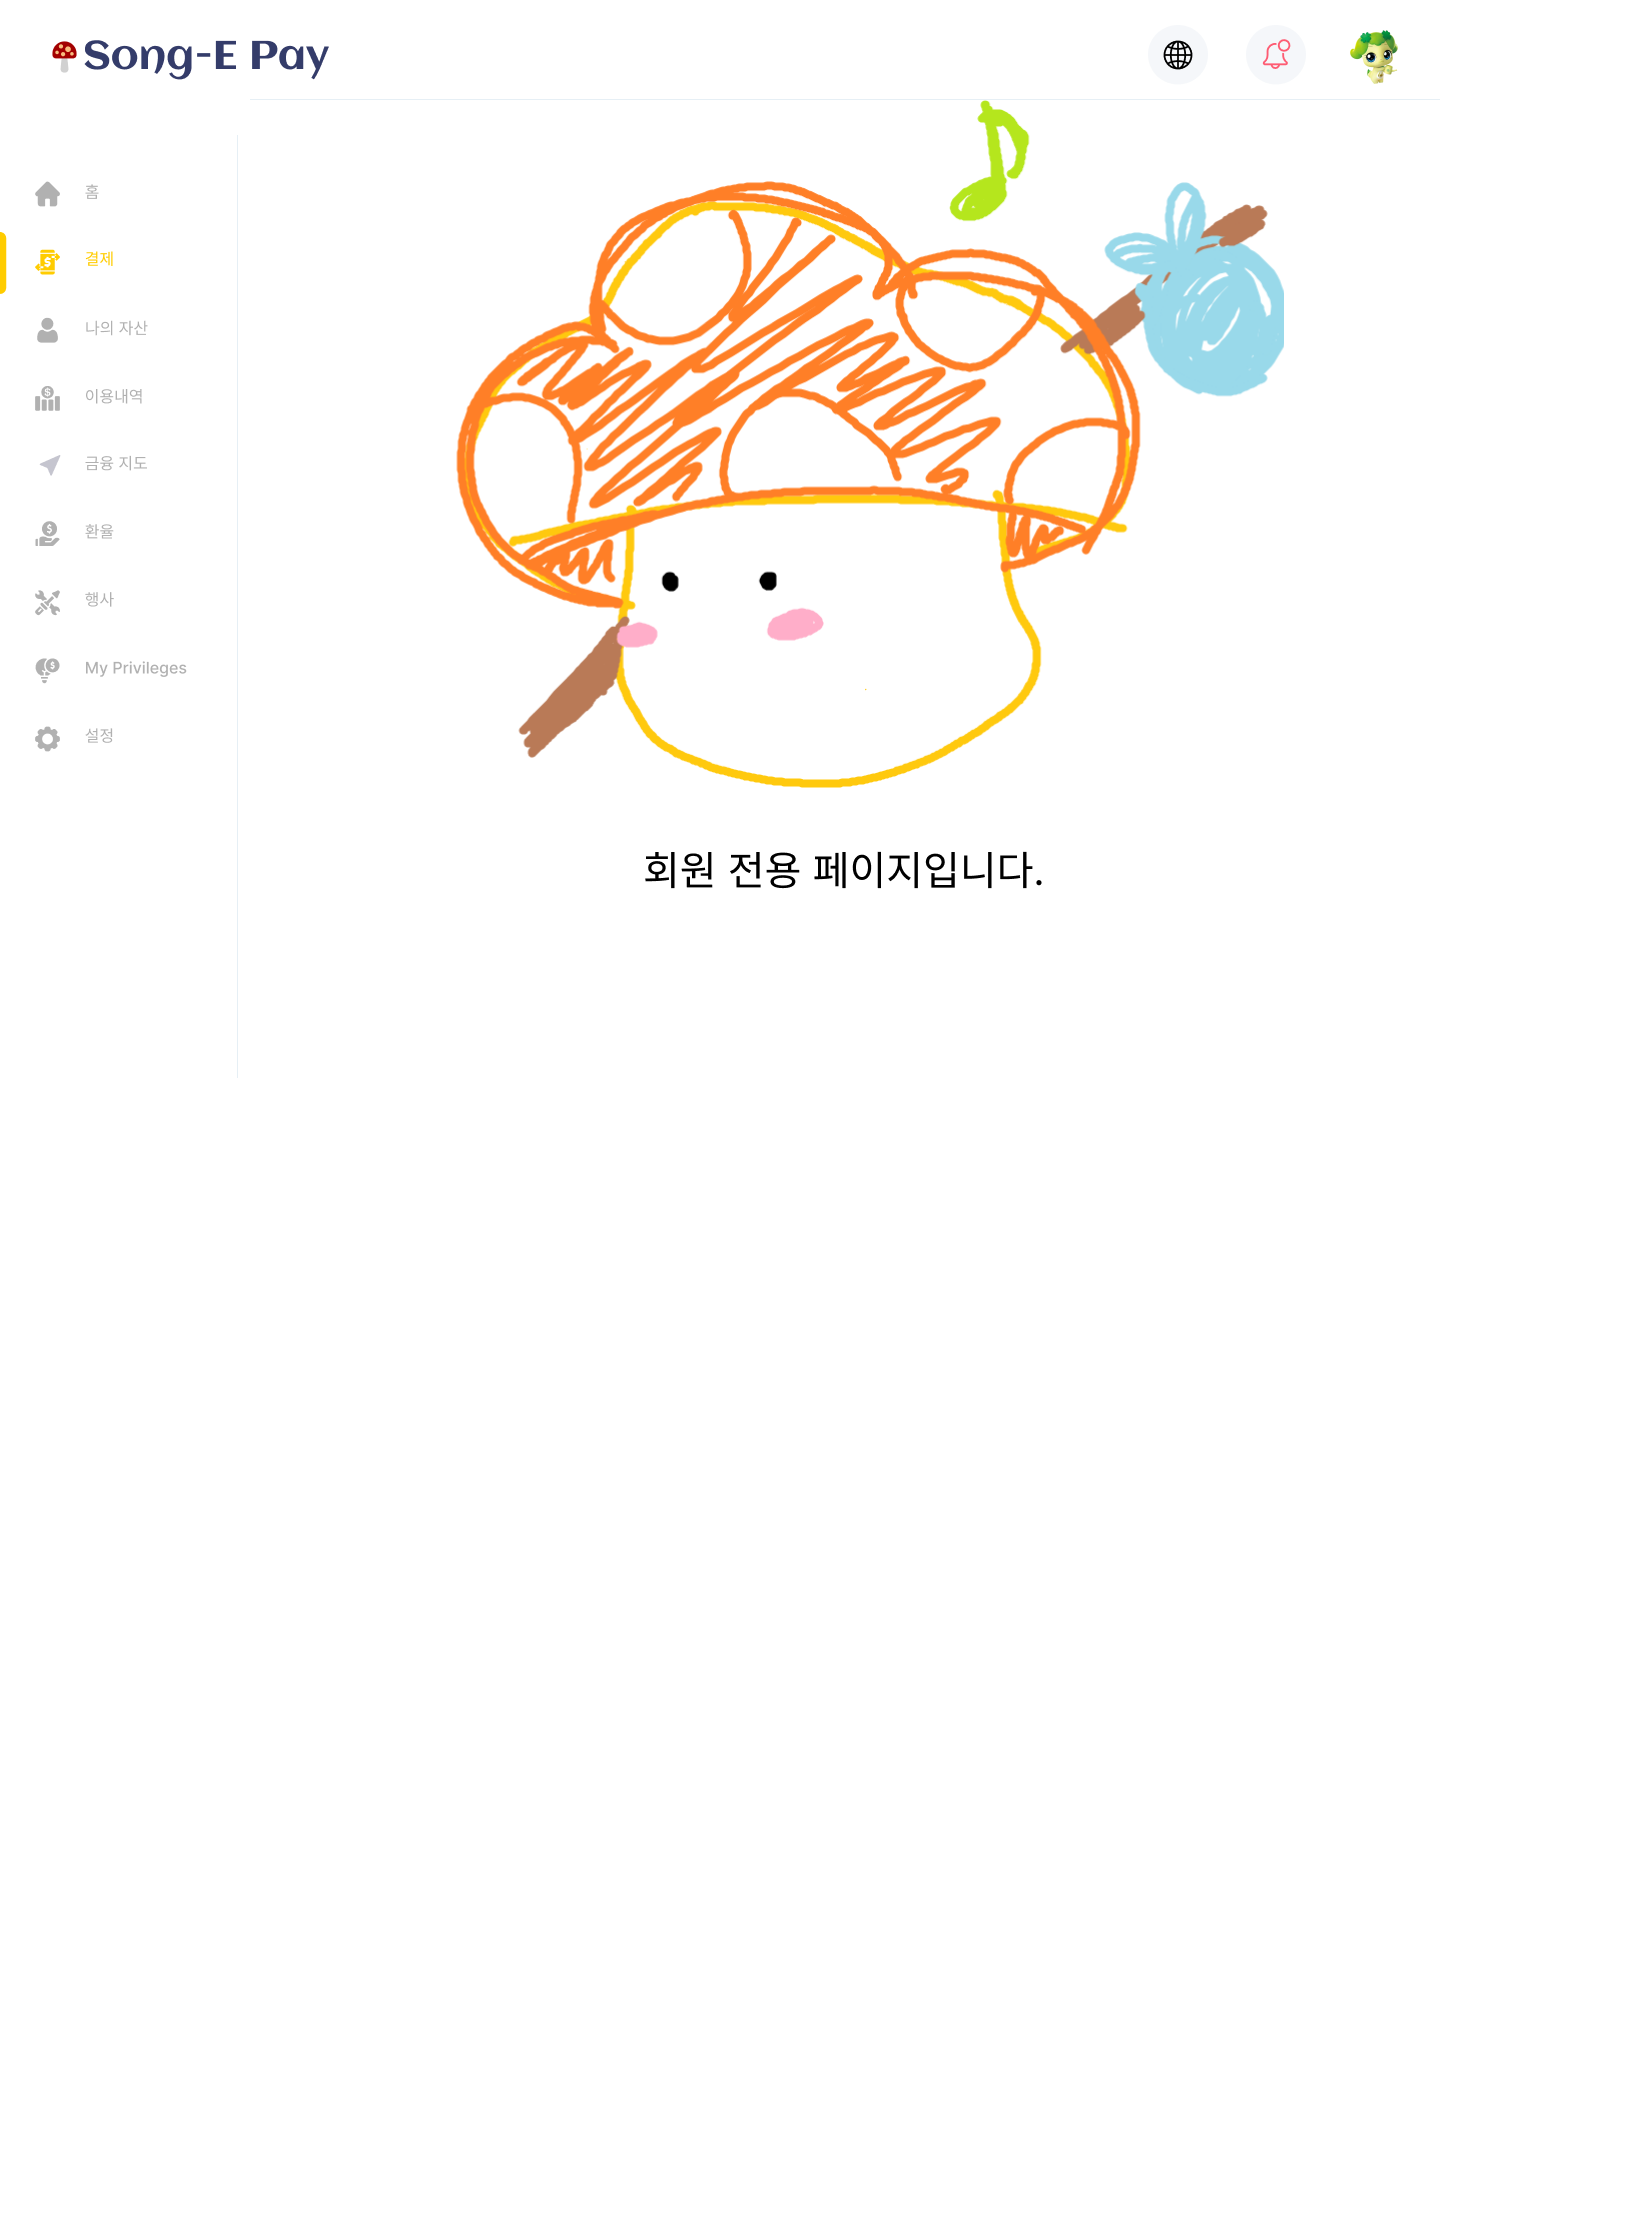 Song-E Pay
홈
결제
나의 자산
이용내역
금융 지도
환율
행사
My Privileges
설정
회원 전용 페이지입니다.